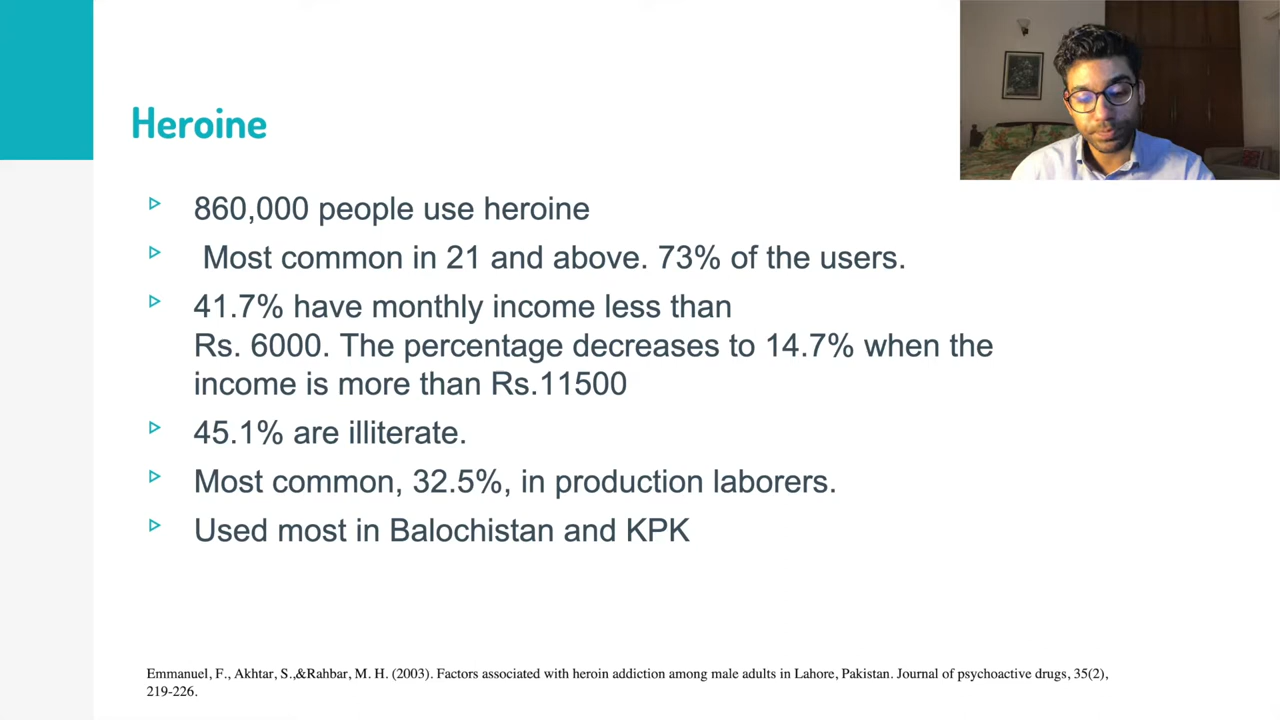 Heroine
860,000 people use heroine
Most common in 21 and above. 73% of the users.
41.7% have monthly income less than
Rs. 6000. The percentage decreases to 14.7% when the
income is more than Rs.11500
45.1% are illiterate.
Most common, 32.5%, in production laborers.
Used most in Balochistan and KPK
Emmanuel, F., Akhtar, S.,&Rahbar, M. H. (2003). Factors associated with heroin addiction among male adults in Lahore, Pakistan. Journal of psychoactive drugs, 35(2),
219-226.